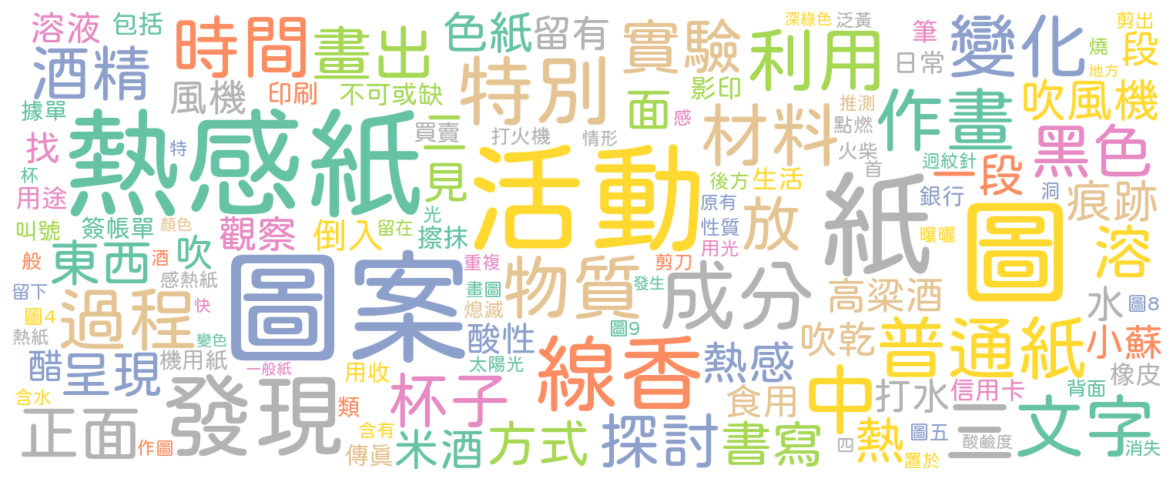 溶液 包括 時間 畫出 色紙 留有 實驗 深綠色 泛黃 筆 變化 剪出 段
酒精 風機 印刷 不可或缺 特別 影印 利用 日常 燒 地方
據單 熱感紙 一 買賣 打火機 情形 面 感 材料 推測 點燃 作畫 吹風機
找 特 見 活動 火柴 首 迥紋針 黑色
杯 用途 後方 生活 紙 一段 銀行 洞 痕跡
叫號 簽帳單 顏色 觀察 倒入 光 留在 擦抹 原有 性質 用光 放 曝曬 圖 溶
般 東西 酒 吹 感熱紙 圖案 重複 物質 剪刀 發生 成分 高粱酒 水 圖8
留下 圖4 過程 快 畫圖 熄滅 圖9
熱紙 變色 酸性 線香 吹乾 普通紙 小蘇
醋 呈現 機用紙 一般紙 太陽光 熱感 橡皮
含水 發現 用收 杯子 食用 中 打水 信用卡 背面
正面 類 含有 探討 書寫 熱 圖五 三 文字
作圖 傳眞 米酒 方式 四 置於 酸鹼度 消失